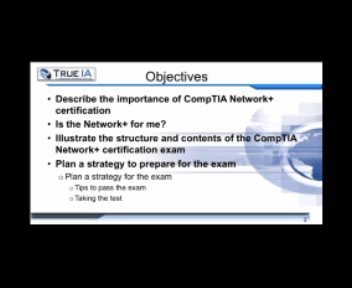 TRUE IA
Objectives
• Describe the importance of CompTIA Network+
certification
• Is the Network+ for me?
• Illustrate the structure and contents of the CompTIA
Network+ certification exam
• Plan a strategy to prepare for the exam
o Plan a strategy for the exam
o Tips to pass the exam
o Taking the test